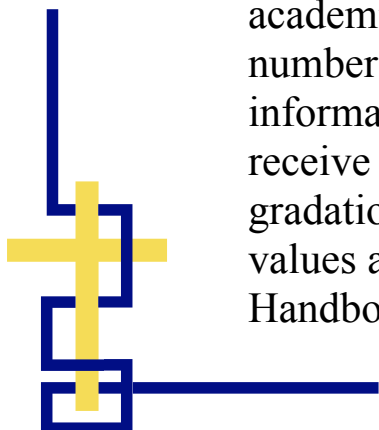 academ
number
informa
receive
gradatio
values a
Handbo